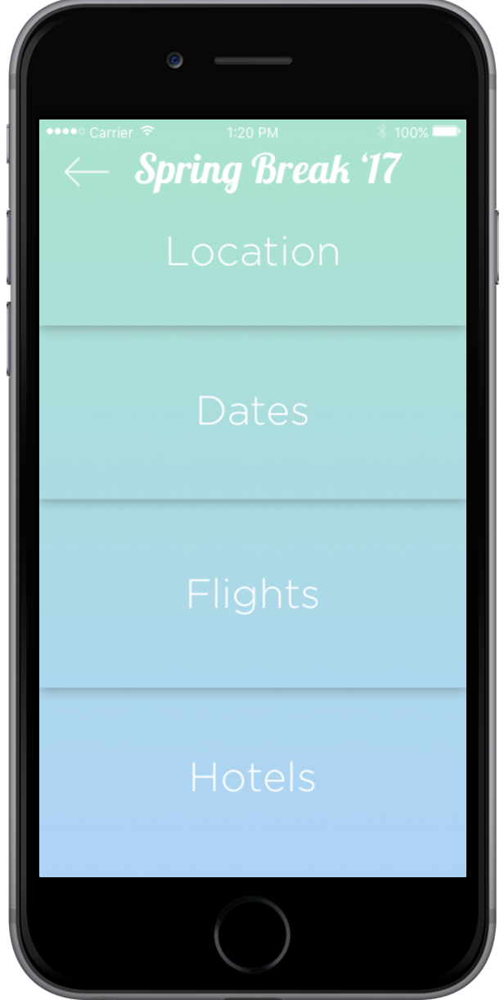 Carrier 1:20 PM 100%
Spring Break ‘17
Location
Dates
Flights
Hotels